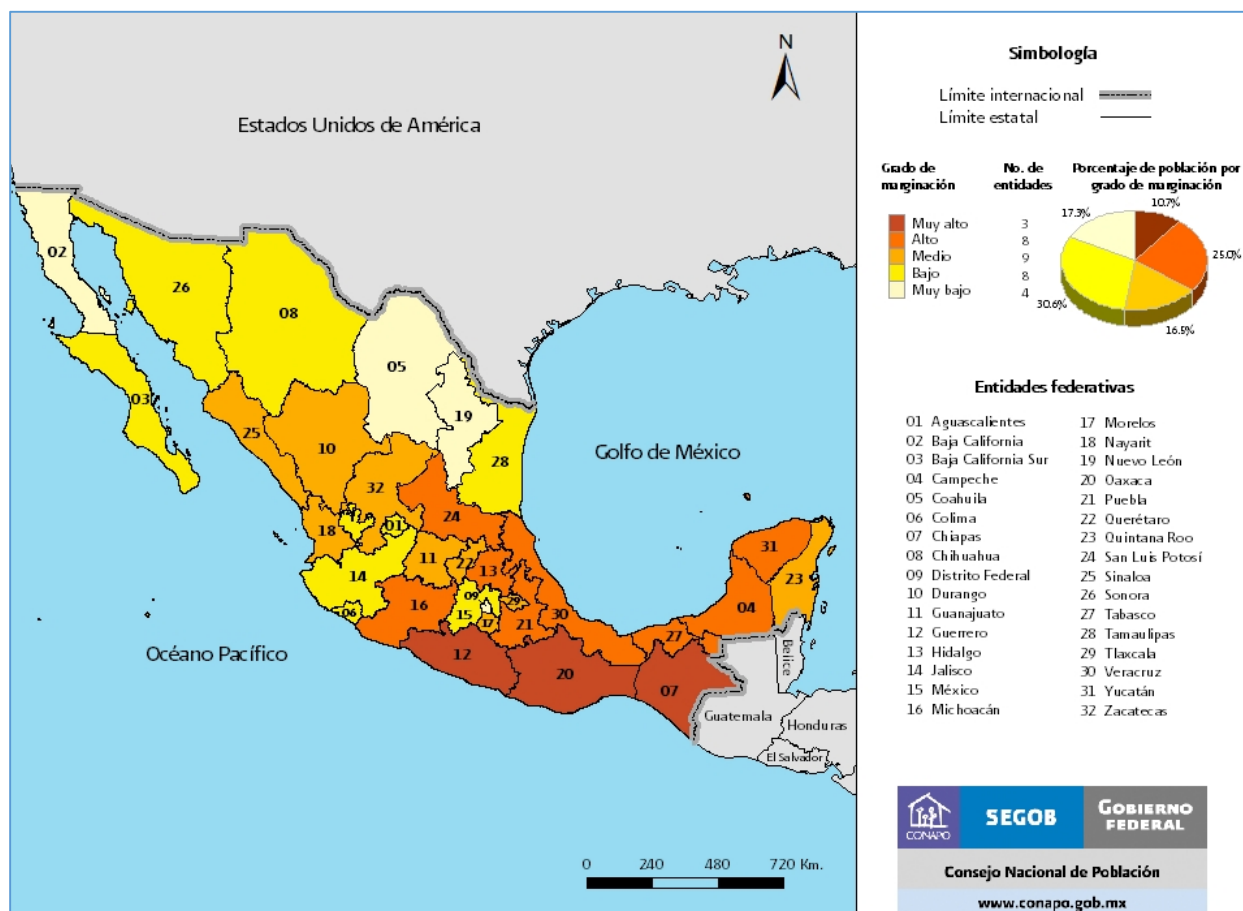 N
Estados Unidos de América
02
26
08
05
03
19
25
10
28
32
24
01
18
11
22
13
31
14
23
09
29
16
15
17
21
30
04
06
27
12
20
07
Golfo de México
Océano Pacífico
Belice
Guatemala
Honduras
El Salvador
0 240 480 720 Km.
Simbología
Límite internacional
Límite estatal
Grado de marginación
No. de entidades
Porcentaje de población por grado de marginación
Muy alto 3
Alto 8
Medio 9
Bajo 8
Muy bajo 4
17.3%
10.7%
25.0%
30.6%
16.5%
Entidades federativas
01 Aguascalientes
02 Baja California
03 Baja California Sur
04 Campeche
05 Coahuila
06 Colima
07 Chiapas
08 Chihuahua
09 Distrito Federal
10 Durango
11 Guanajuato
12 Guerrero
13 Hidalgo
14 Jalisco
15 México
16 Michoacán
17 Morelos
18 Nayarit
19 Nuevo León
20 Oaxaca
21 Puebla
22 Querétaro
23 Quintana Roo
24 San Luis Potosí
25 Sinaloa
26 Sonora
27 Tabasco
28 Tamaulipas
29 Tlaxcala
30 Veracruz
31 Yucatán
32 Zacatecas
CONAPO
SEGOB
GOBIERNO
FEDERAL
Consejo Nacional de Población
www.conapo.gob.mx